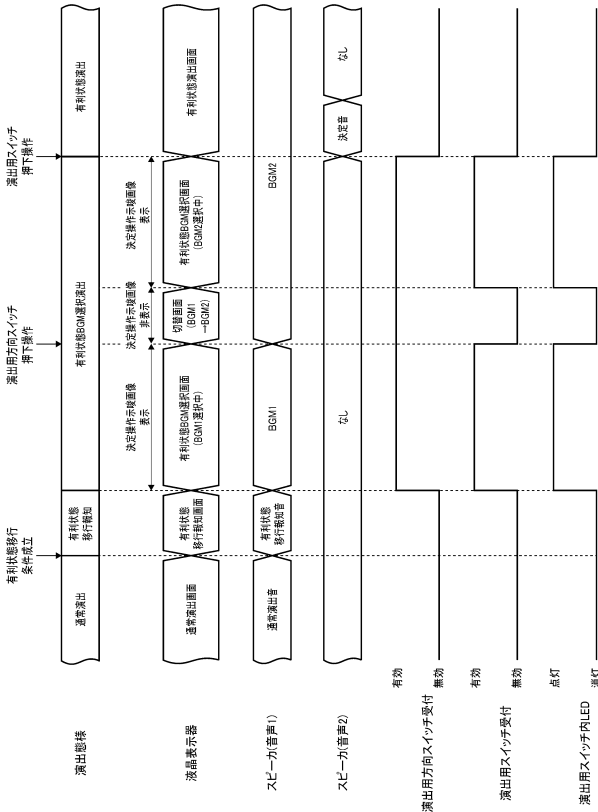 有利状態移行
条件成立
演出用方向スイッチ
押下操作
演出用スイッチ
押下操作
演出態様
通常演出
有利状態
移行報知
有利状態BGM選択演出
有利状態演出
決定操作示唆画像
表示
決定操作示唆画像
非表示
決定操作示唆画像
表示
液晶表示器
通常演出画面
有利状態
移行報知画面
有利状態BGM選択画面
(BGM1選択中)
切替画面
(BGM1
→BGM2)
有利状態BGM選択画面
(BGM2選択中)
有利状態演出画面
スピーカ(音声1)
通常演出音
有利状態
移行報知音
BGM1
BGM2
スピーカ(音声2)
なし
決定音
なし
演出用方向スイッチ受付
有効
無効
演出用スイッチ受付
有効
無効
演出用スイッチ内LED
点灯
消灯